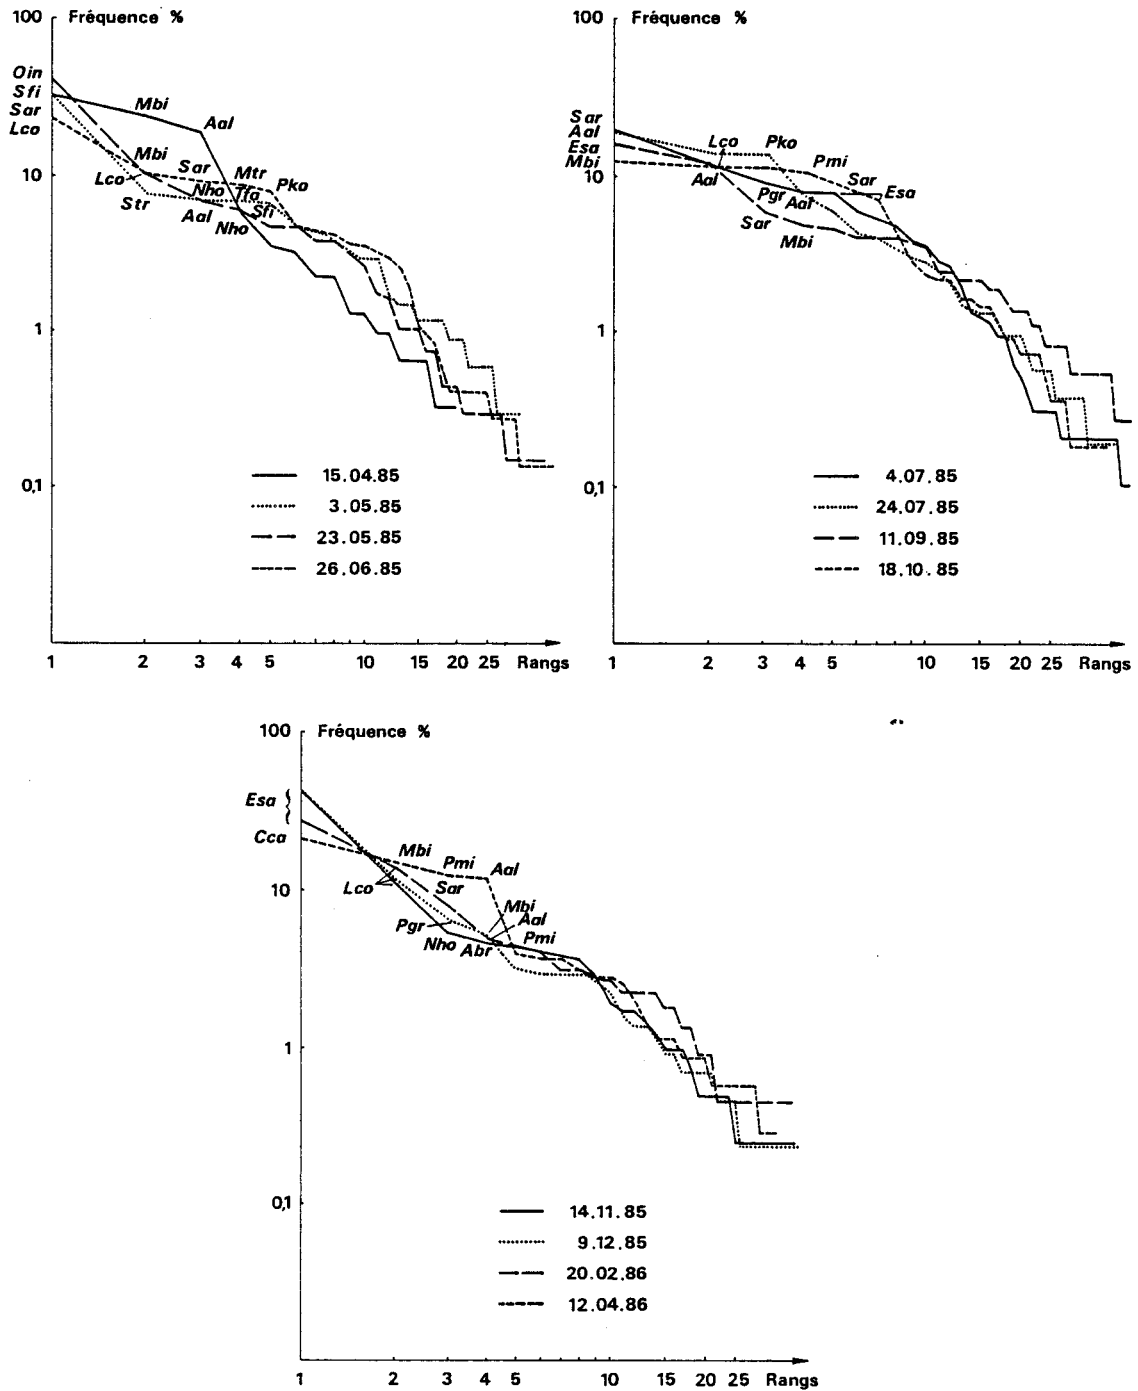 100 Fréquence %
Oin
Sfi
Sar
Lco
Mbi
Aal
Mbi
Sar
Mtr
Pko
Lco
Nho
Tfa
Str
Aal
Sfi
Nho
10
1
0,1
15.04.85
3.05.85
23.05.85
26.06.85
1 2 3 4 5 10 15 20 25 Rangs
100 Fréquence %
Sar
Aal
Esa
Mbi
Lco
Pko
Pmi
Sar
Esa
Aal
Pgr
Aal
Sar
Mbi
10
1
0,1
4.07.85
24.07.85
11.09.85
18.10.85
1 2 3 4 5 10 15 20 25 Rangs
100 Fréquence %
Esa
Cca
Mbi
Pmi
Aal
Lco
Sar
Mbi
Aal
Pgr
Nho
Abr
Pmi
10
1
0,1
14.11.85
9.12.85
20.02.86
12.04.86
1 2 3 4 5 10 15 20 25 Rangs